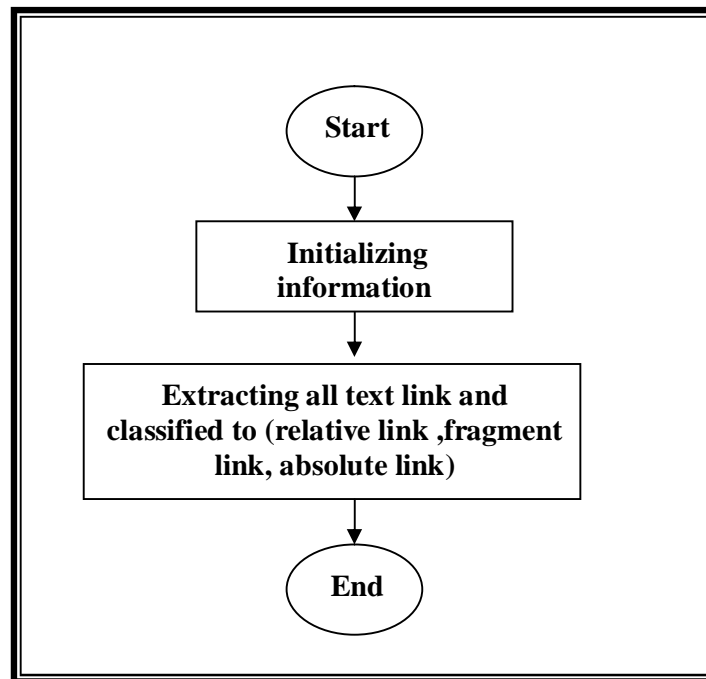 Start
Initializing
information
Extracting all text link and
classified to (relative link ,fragment
link, absolute link)
End